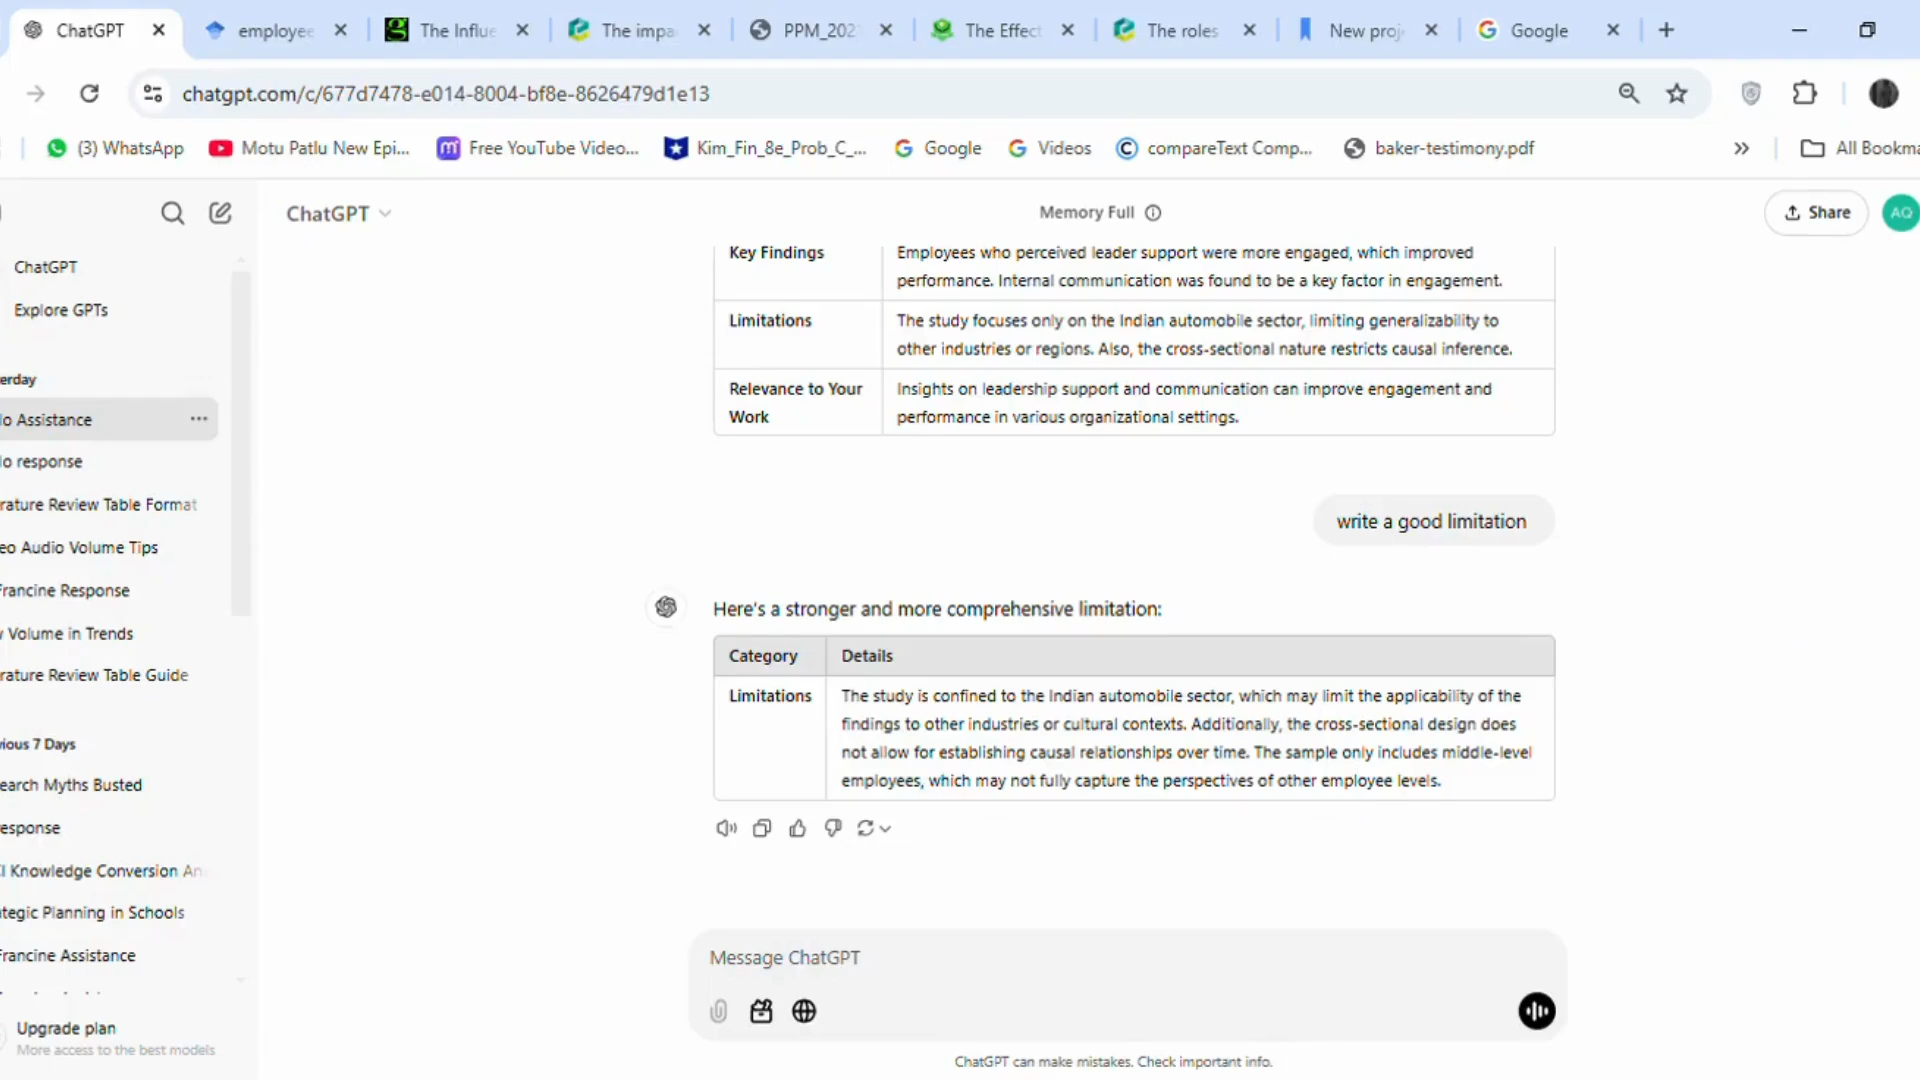 ChatGPT
employee
The Influe
The impa
PPM_202
The Effect
The roles
New proj
Google
chatgpt.com/c/677d7478-e014-8004-bf8e-8626479d1e13
(3) WhatsApp
Motu Patlu New Epi...
Free YouTube Video...
Kim_Fin_8e_Prob_C_...
Google
Videos
compareText Comp...
baker-testimony.pdf
All Bookma
ChatGPT
Memory Full
Share
AQ
ChatGPT
Explore GPTs
erday
lo Assistance
lo response
rature Review Table Format
eo Audio Volume Tips
Francine Response
v Volume in Trends
rature Review Table Guide
vious 7 Days
earch Myths Busted
esponse
I Knowledge Conversion An
ategic Planning in Schools
Francine Assistance
Upgrade plan
More access to the best models
Key Findings
Employees who perceived leader support were more engaged, which improved
performance. Internal communication was found to be a key factor in engagement.
Limitations
The study focuses only on the Indian automobile sector, limiting generalizability to
other industries or regions. Also, the cross-sectional nature restricts causal inference.
Relevance to Your
Work
Insights on leadership support and communication can improve engagement and
performance in various organizational settings.
write a good limitation
Here's a stronger and more comprehensive limitation:
Category
Details
Limitations
The study is confined to the Indian automobile sector, which may limit the applicability of the
findings to other industries or cultural contexts. Additionally, the cross-sectional design does
not allow for establishing causal relationships over time. The sample only includes middle-level
employees, which may not fully capture the perspectives of other employee levels.
Message ChatGPT
ChatGPT can make mistakes. Check important info.